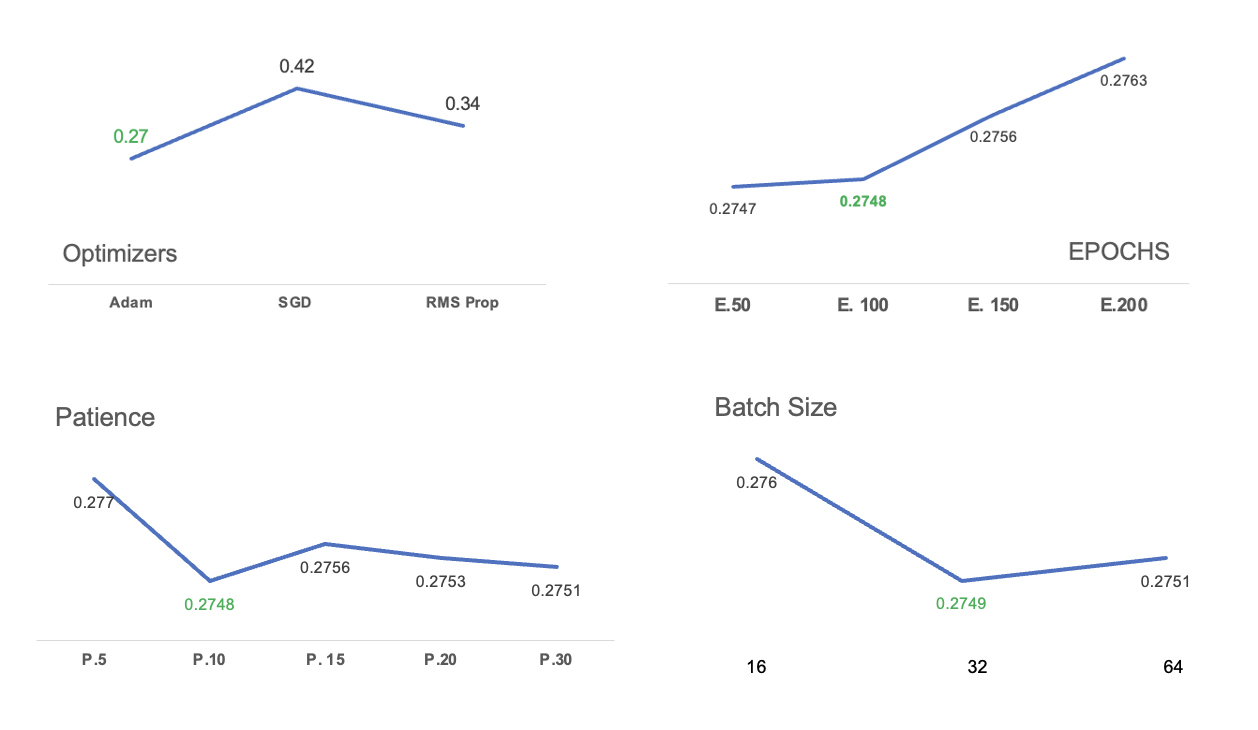 0.42
0.34
0.27
Optimizers
Adam SGD RMS Prop
0.2763
0.2756
0.2747 0.2748
EPOCHS
E.50 E. 100 E. 150 E.200
Patience
0.277
0.2756
0.2753
0.2751
0.2748
P.5 P.10 P. 15 P.20 P.30
Batch Size
0.276
0.2751
0.2749
16 32 64